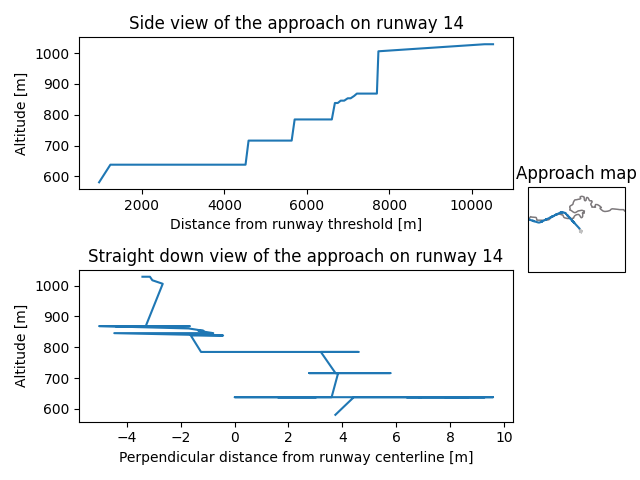 Side view of the approach on runway 14
1000
900
800
700
600
Altitude [m]
2000 4000 6000 8000 10000
Distance from runway threshold [m]
Approach map
Straight down view of the approach on runway 14
1000
900
800
700
600
Altitude [m]
−4 −2 0 2 4 6 8 10
Perpendicular distance from runway centerline [m]